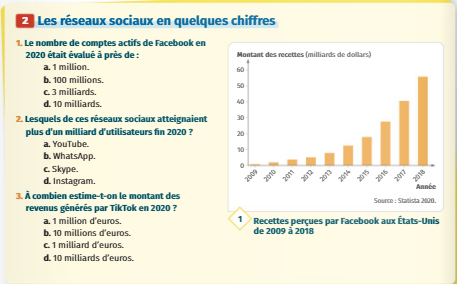 2 Les réseaux sociaux en quelques chiffres
1. Le nombre de comptes actifs de Facebook en
2020 était évalué à près de :
a. 1 million.
b. 100 millions.
c. 3 milliards.
d. 10 milliards.
2. Lesquels de ces réseaux sociaux atteignaient
plus d'un milliard d'utilisateurs fin 2020 ?
a. YouTube.
b. WhatsApp.
c. Skype.
d. Instagram.
3. À combien estime-t-on le montant des
revenus générés par TikTok en 2020 ?
a. 1 million d'euros.
b. 10 millions d'euros.
c. 1 milliard d'euros.
d. 10 milliards d'euros.
Montant des recettes (milliards de dollars)
60
50
40
30
20
10
0
2009 2010 2011 2012 2013 2014 2015 2016 2017 2018
Année
Source : Statista 2020.
1 Recettes perçues par Facebook aux États-Unis
de 2009 à 2018